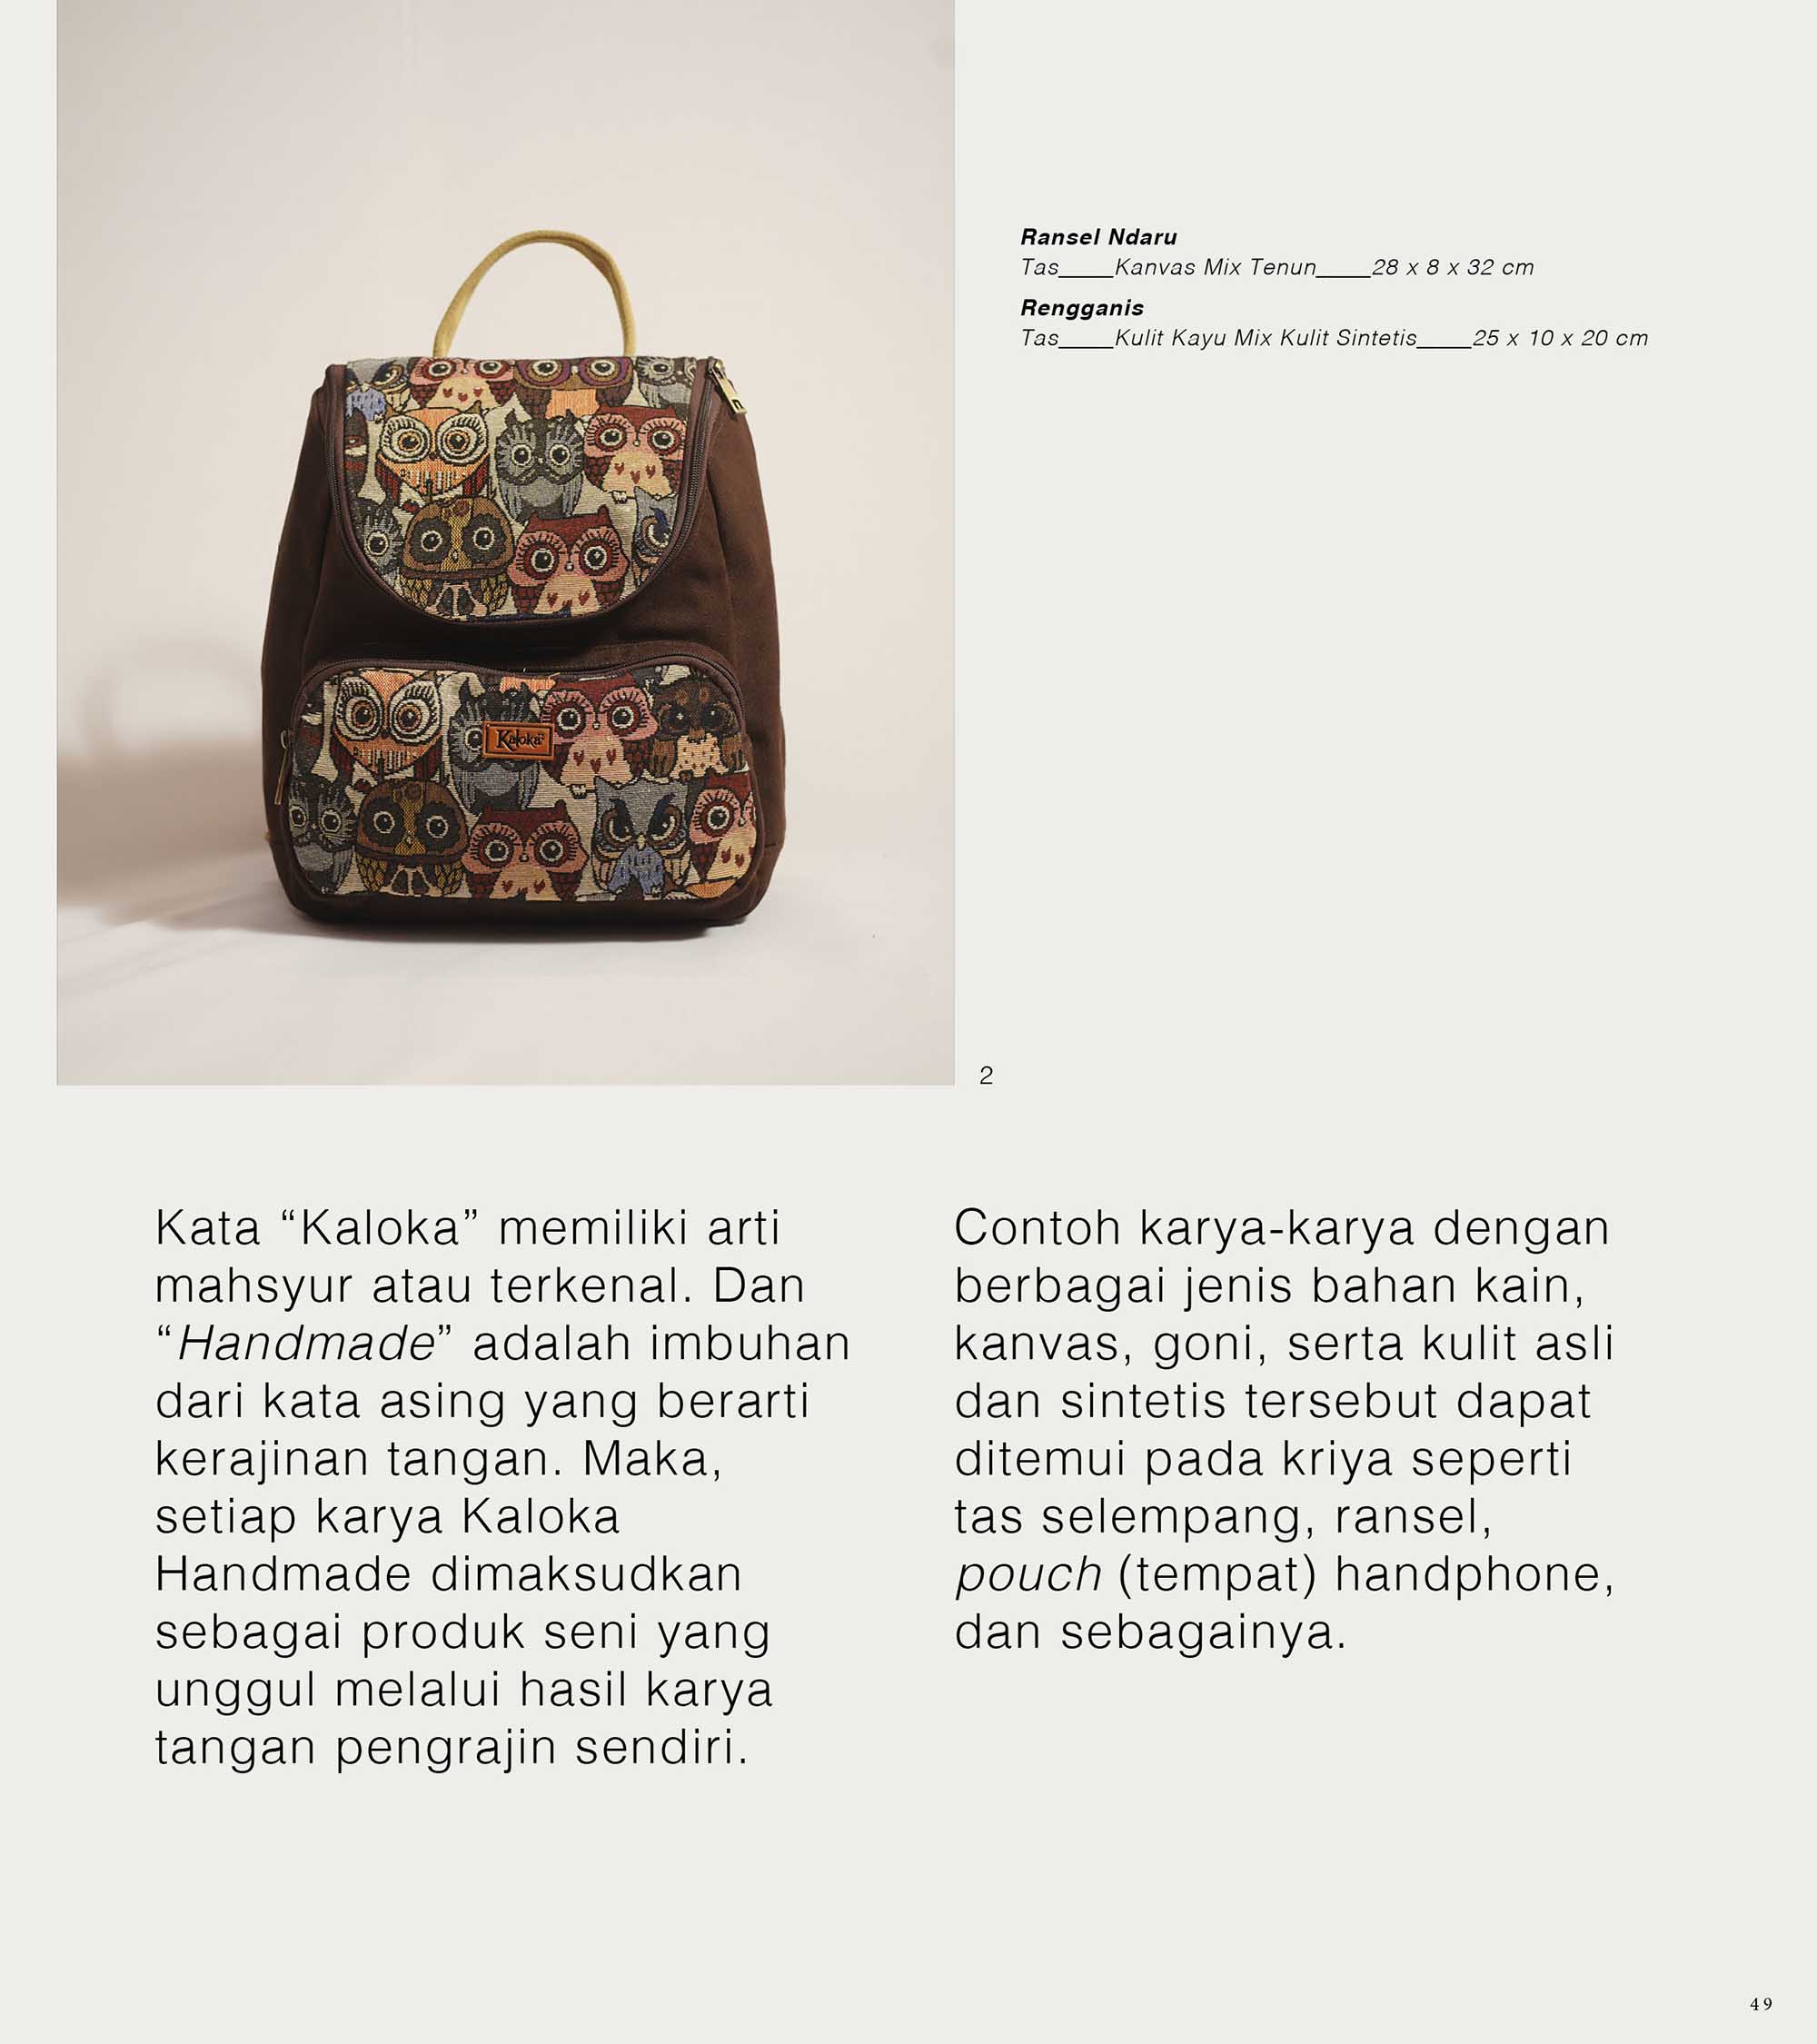 Kaloka
Ransel Ndaru
Tas____Kanvas Mix Tenun____28 x 8 x 32 cm
Rengganis
Tas____Kulit Kayu Mix Kulit Sintetis____25 x 10 x 20 cm
2
Kata “Kaloka” memiliki arti
mahsyur atau terkenal. Dan
“Handmade” adalah imbuhan
dari kata asing yang berarti
kerajinan tangan. Maka,
setiap karya Kaloka
Handmade dimaksudkan
sebagai produk seni yang
unggul melalui hasil karya
tangan pengrajin sendiri.
Contoh karya-karya dengan
berbagai jenis bahan kain,
kanvas, goni, serta kulit asli
dan sintetis tersebut dapat
ditemui pada kriya seperti
tas selempang, ransel,
pouch (tempat) handphone,
dan sebagainya.
49